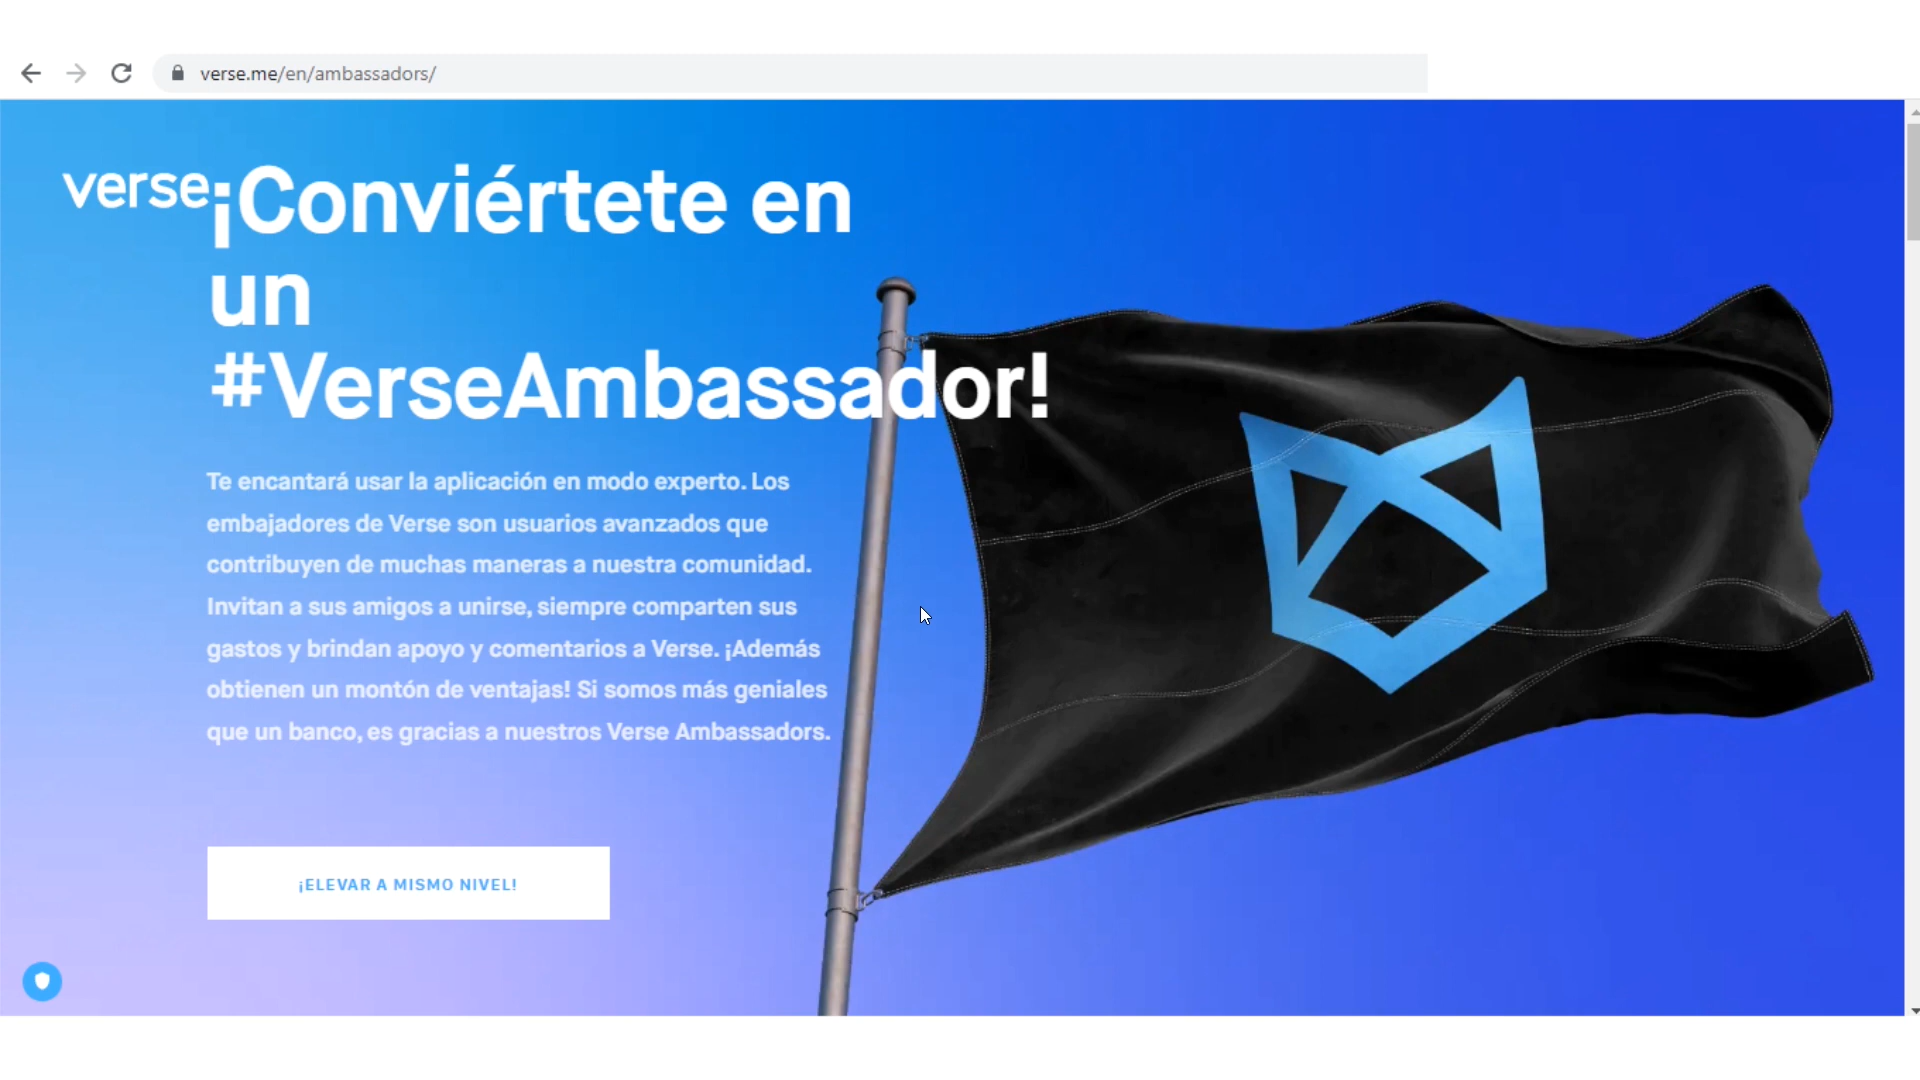 verse.me/en/ambassadors/
verse
¡Conviértete en
un
#VerseAmbassador!
Te encantará usar la aplicación en modo experto. Los
embajadores de Verse son usuarios avanzados que
contribuyen de muchas maneras a nuestra comunidad.
Invitan a sus amigos a unirse, siempre comparten sus
gastos y brindan apoyo y comentarios a Verse. ¡Además
obtienen un montón de ventajas! Si somos más geniales
que un banco, es gracias a nuestros Verse Ambassadors.
¡ELEVAR A MISMO NIVEL!